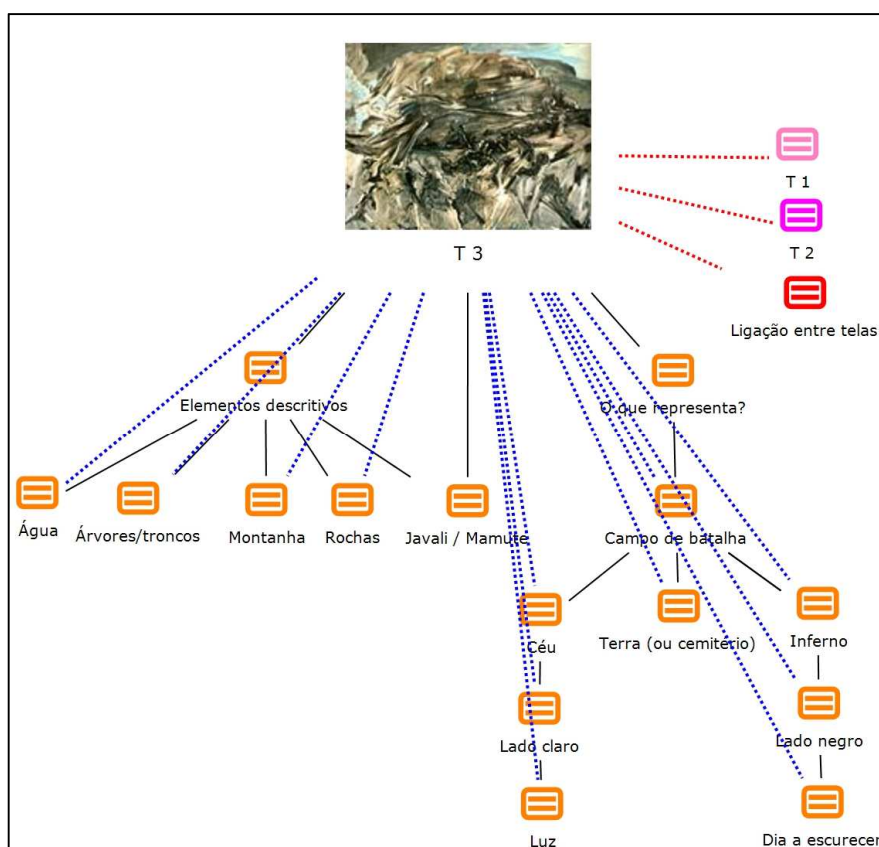 T 1
T 2
T 3
Ligação entre telas
Elementos descritivos
O que representa?
Água
Árvores/troncos
Montanha
Rochas
Javali / Mamute
Campo de batalha
Céu
Terra (ou cemitério)
Inferno
Lado claro
Lado negro
Luz
Dia a escurecer